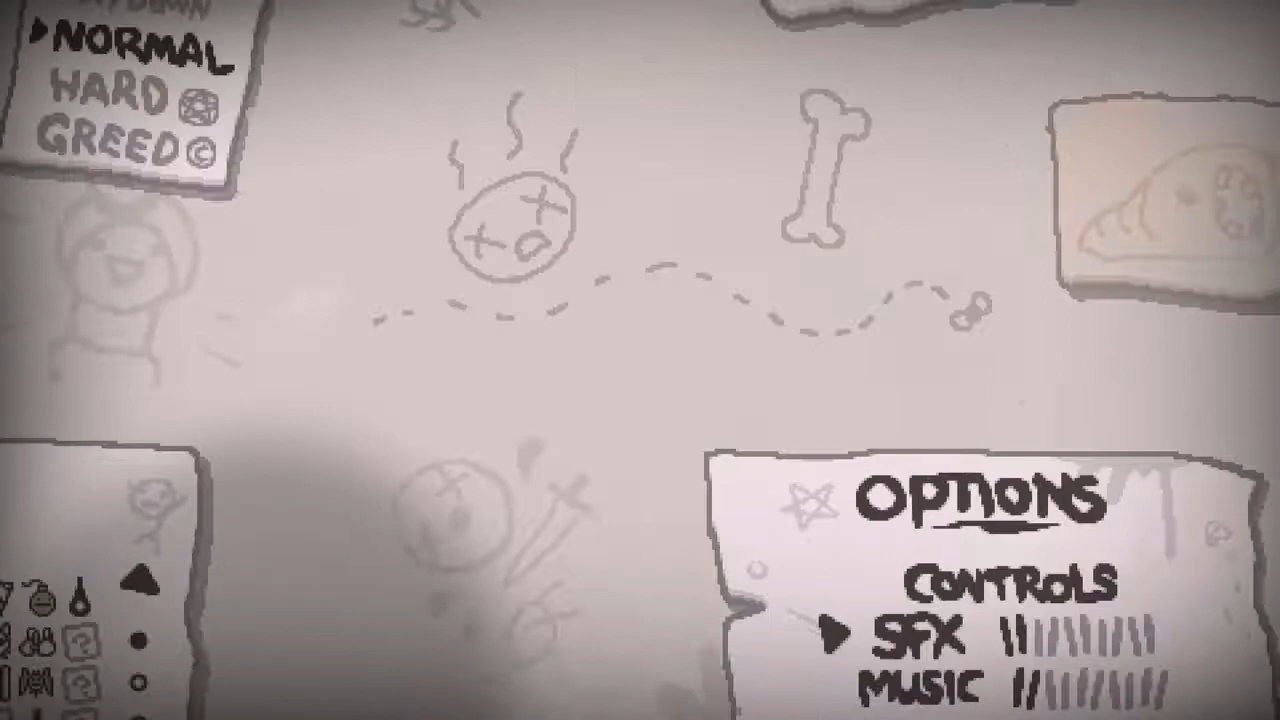 NORMAL
HARD
GREED ©
OPTIONS
CONTROLS
SFX
MUSIC